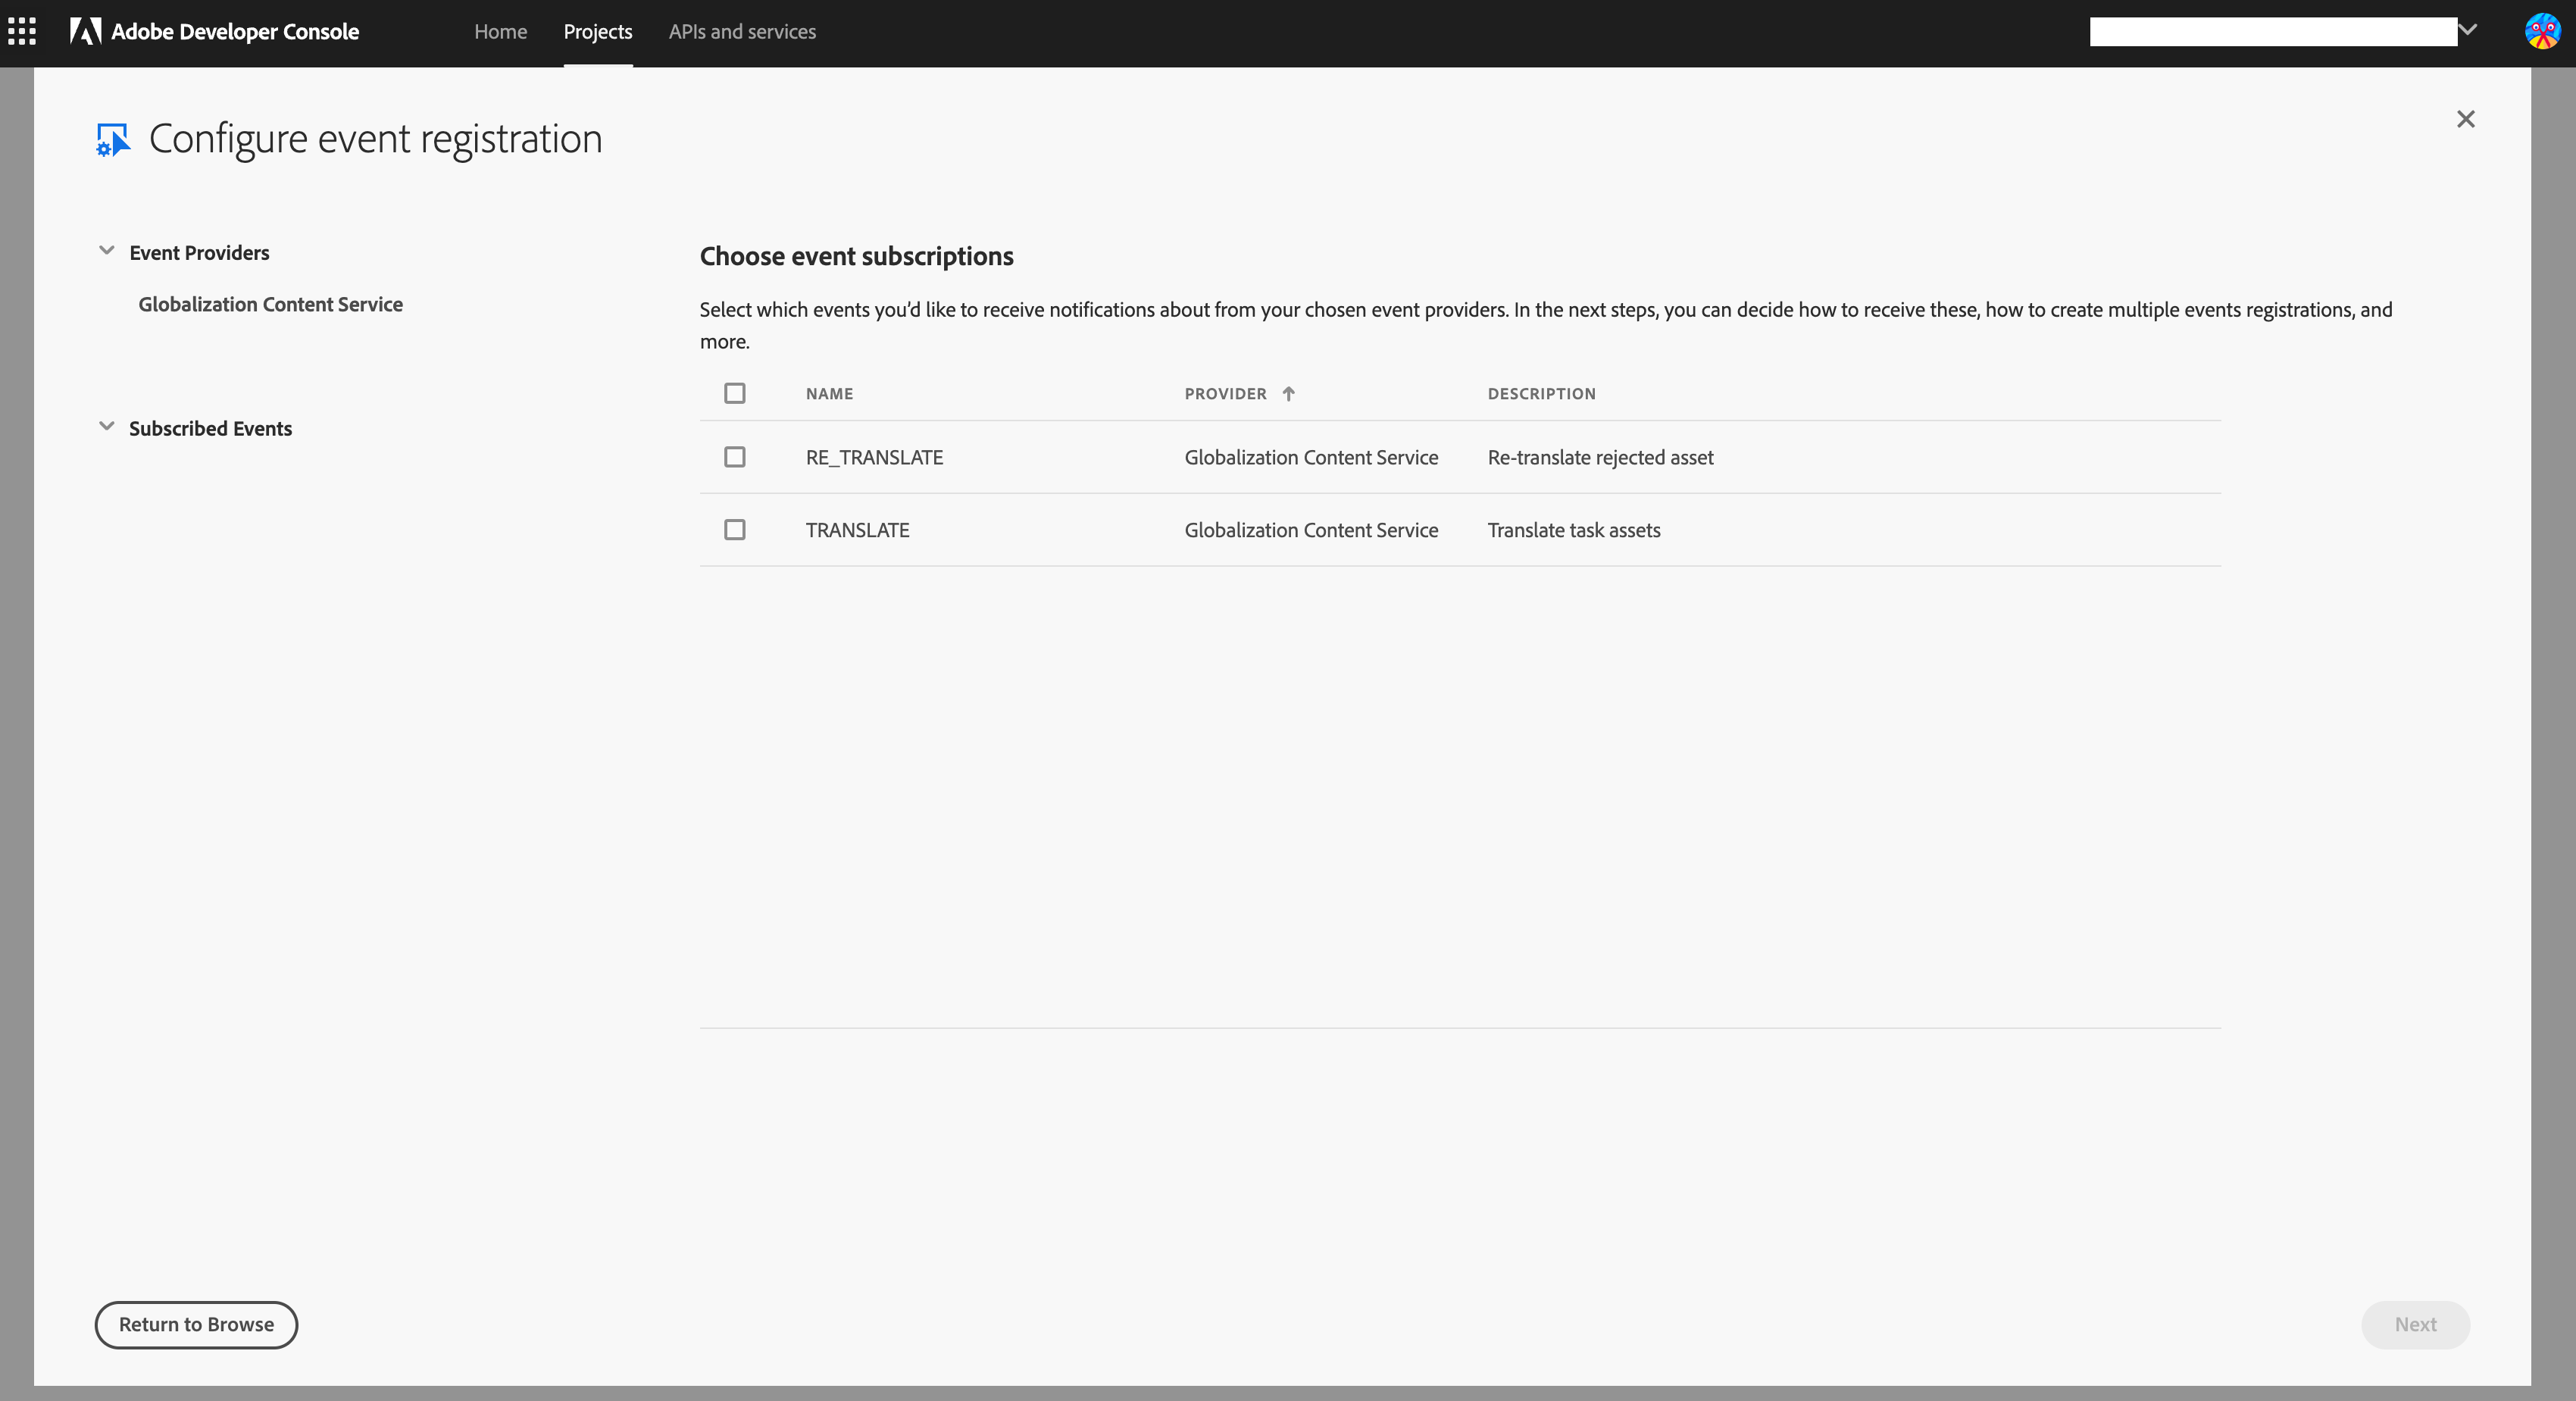 Adobe Developer Console
Home
Projects
APIs and services
Configure event registration
Event Providers
Globalization Content Service
Subscribed Events
Choose event subscriptions
Select which events you’d like to receive notifications about from your chosen event providers. In the next steps, you can decide how to receive these, how to create multiple events registrations, and
more.
NAME PROVIDER DESCRIPTION
RE_TRANSLATE Globalization Content Service Re-translate rejected asset
TRANSLATE Globalization Content Service Translate task assets
Return to Browse
Next